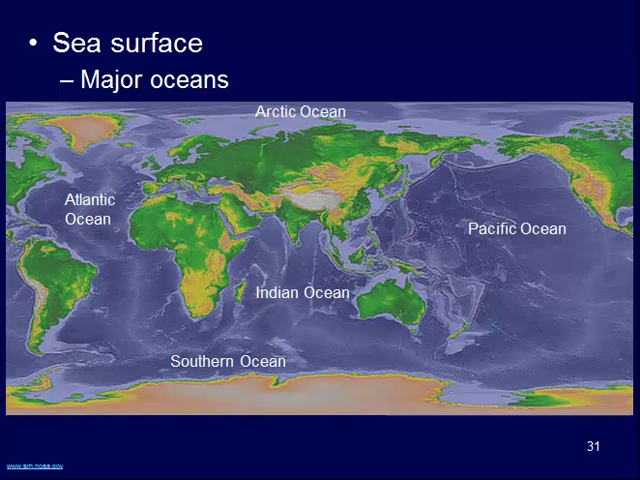 • Sea surface
– Major oceans
Arctic Ocean
Atlantic
Ocean
Pacific Ocean
Indian Ocean
Southern Ocean
31
www.srh.noaa.gov